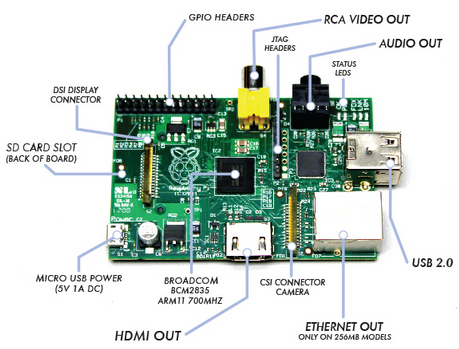 GPIO HEADERS
RCA VIDEO OUT
JTAG
HEADERS
AUDIO OUT
STATUS
LEDS
DSI DISPLAY
CONNECTOR
SD CARD SLOT
(BACK OF BOARD)
Raspberry Pi
MICRO USB POWER
(5V 1A DC)
BROADCOM
BCM2835
ARM11 700MHZ
HDMI OUT
CSI CONNECTOR
CAMERA
USB 2.0
ETHERNET OUT
ONLY ON 256MB MODELS